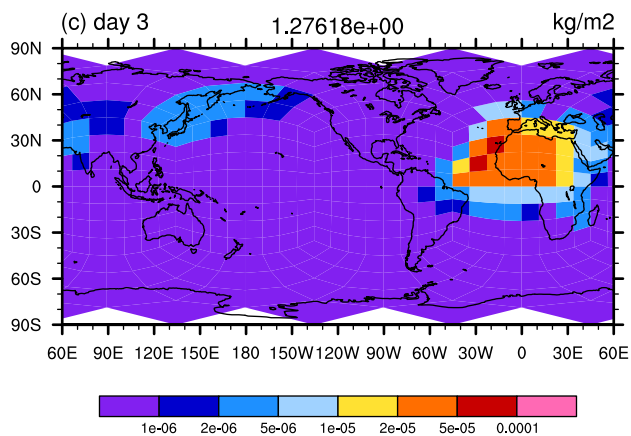 (c) day 3 1.27618e+00 kg/m2
90N
60N
30N
0
30S
60S
90S
60E 90E 120E 150E 180 150W 120W 90W 60W 30W 0 30E 60E
1e-06 2e-06 5e-06 1e-05 2e-05 5e-05 0.0001